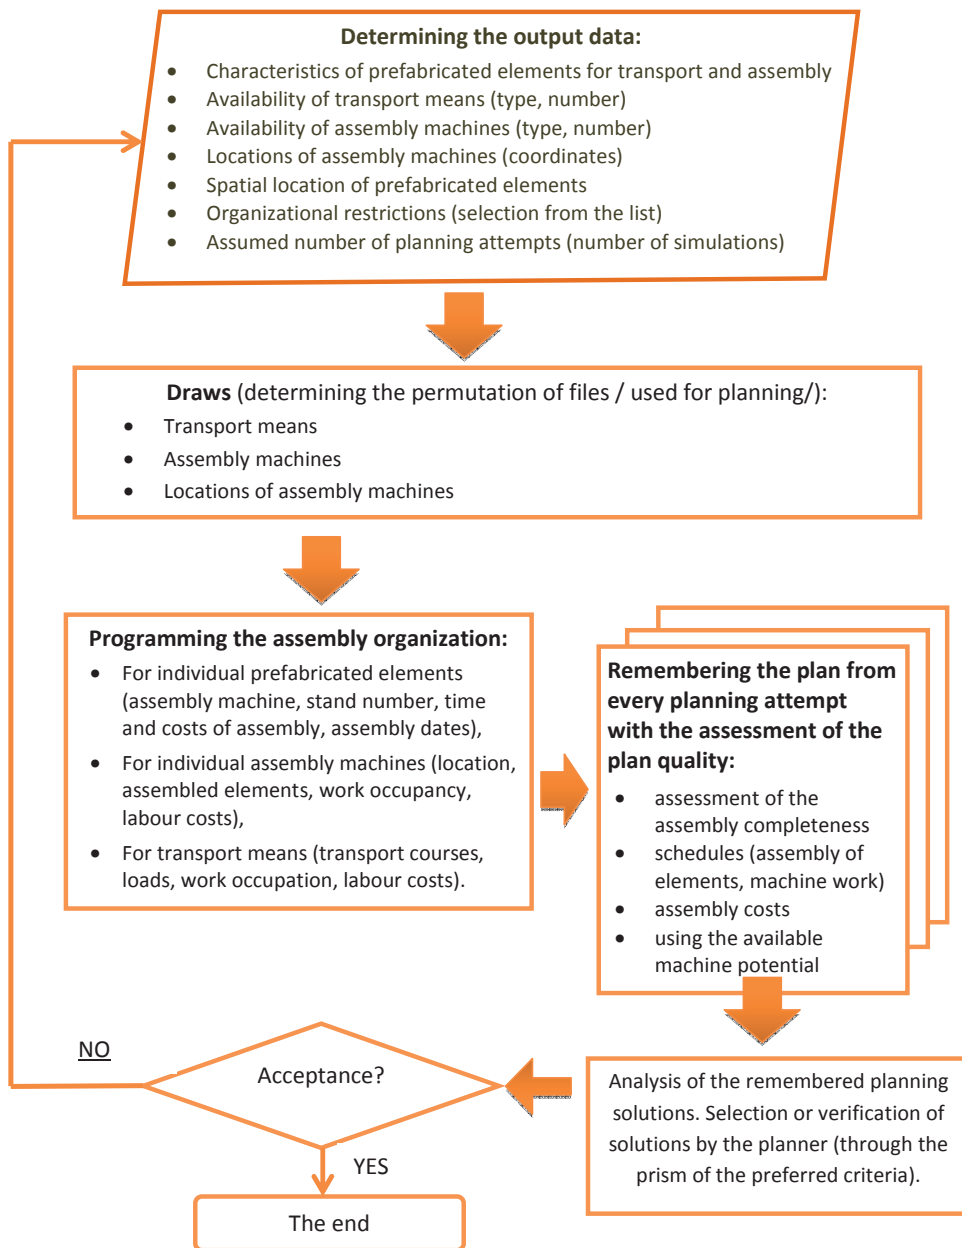 Determining the output data:
• Characteristics of prefabricated elements for transport and assembly
• Availability of transport means (type, number)
• Availability of assembly machines (type, number)
• Locations of assembly machines (coordinates)
• Spatial location of prefabricated elements
• Organizational restrictions (selection from the list)
• Assumed number of planning attempts (number of simulations)
Draws (determining the permutation of files / used for planning/):
• Transport means
• Assembly machines
• Locations of assembly machines
Programming the assembly organization:
• For individual prefabricated elements
(assembly machine, stand number, time
and costs of assembly, assembly dates),
• For individual assembly machines (location,
assembled elements, work occupancy,
labour costs),
• For transport means (transport courses,
loads, work occupation, labour costs).
Remembering the plan from
every planning attempt
with the assessment of the
plan quality:
• assessment of the
assembly completeness
• schedules (assembly of
elements, machine work)
• assembly costs
• using the available
machine potential
Analysis of the remembered planning
solutions. Selection or verification of
solutions by the planner (through the
prism of the preferred criteria).
Acceptance?
NO
YES
The end